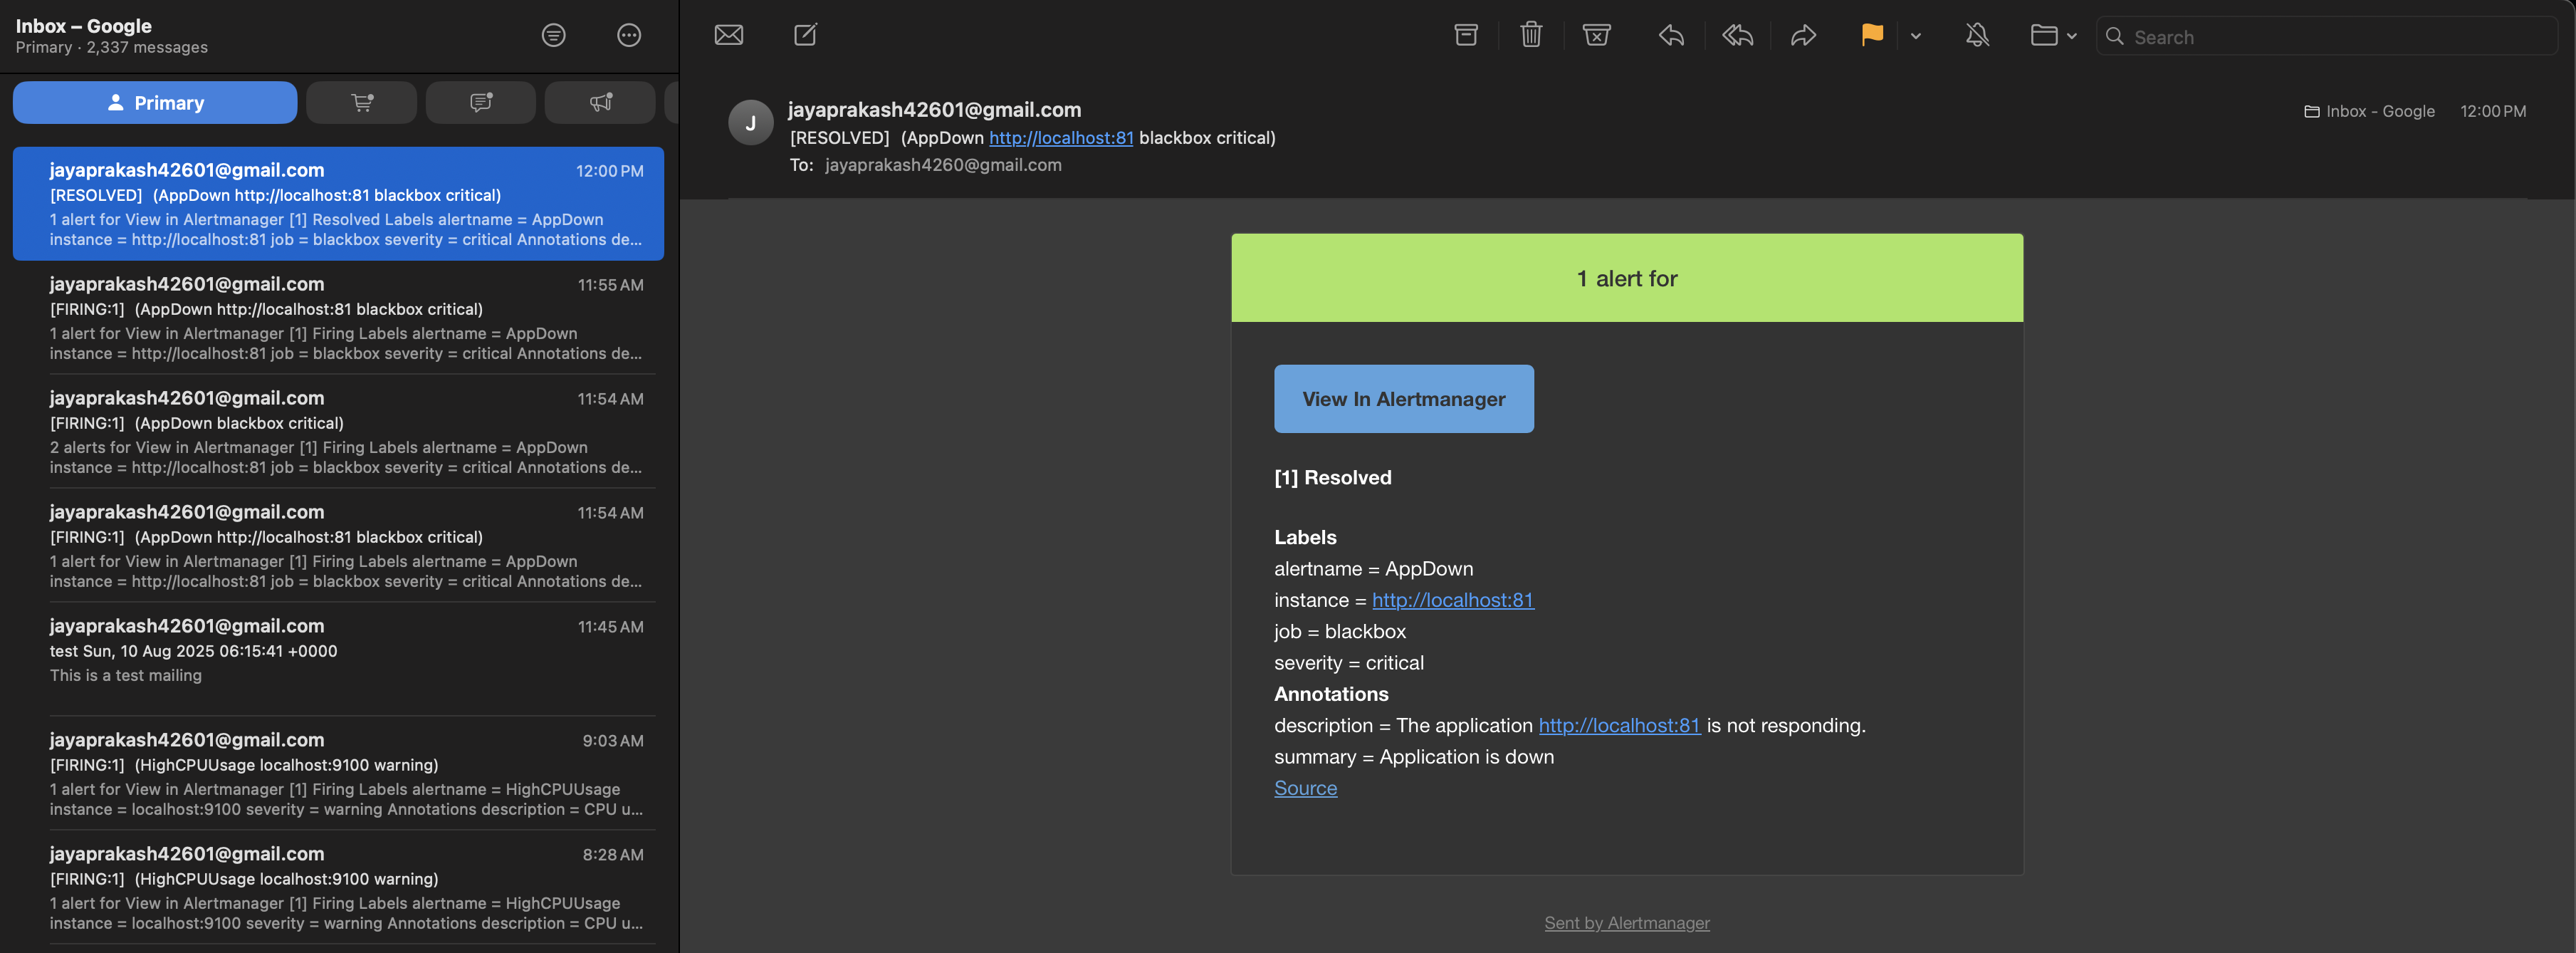 Inbox – Google
Primary · 2,337 messages
Primary
jayaprakash42601@gmail.com 12:00 PM
[RESOLVED] (AppDown http://localhost:81 blackbox critical)
1 alert for View in Alertmanager [1] Resolved Labels alertname = AppDown
instance = http://localhost:81 job = blackbox severity = critical Annotations de...
jayaprakash42601@gmail.com 11:55 AM
[FIRING:1] (AppDown http://localhost:81 blackbox critical)
1 alert for View in Alertmanager [1] Firing Labels alertname = AppDown
instance = http://localhost:81 job = blackbox severity = critical Annotations de...
jayaprakash42601@gmail.com 11:54 AM
[FIRING:1] (AppDown blackbox critical)
2 alerts for View in Alertmanager [1] Firing Labels alertname = AppDown
instance = http://localhost:81 job = blackbox severity = critical Annotations de...
jayaprakash42601@gmail.com 11:54 AM
[FIRING:1] (AppDown http://localhost:81 blackbox critical)
1 alert for View in Alertmanager [1] Firing Labels alertname = AppDown
instance = http://localhost:81 job = blackbox severity = critical Annotations de...
jayaprakash42601@gmail.com 11:45 AM
test Sun, 10 Aug 2025 06:15:41 +0000
This is a test mailing
jayaprakash42601@gmail.com 9:03 AM
[FIRING:1] (HighCPUUsage localhost:9100 warning)
1 alert for View in Alertmanager [1] Firing Labels alertname = HighCPUUsage
instance = localhost:9100 severity = warning Annotations description = CPU u...
jayaprakash42601@gmail.com 8:28 AM
[FIRING:1] (HighCPUUsage localhost:9100 warning)
1 alert for View in Alertmanager [1] Firing Labels alertname = HighCPUUsage
instance = localhost:9100 severity = warning Annotations description = CPU u...
Search
J
jayaprakash42601@gmail.com
Inbox – Google 12:00 PM
[RESOLVED] (AppDown http://localhost:81 blackbox critical)
To: jayaprakash4260@gmail.com
1 alert for
View In Alertmanager
[1] Resolved
Labels
alertname = AppDown
instance = http://localhost:81
job = blackbox
severity = critical
Annotations
description = The application http://localhost:81 is not responding.
summary = Application is down
Source
Sent by Alertmanager